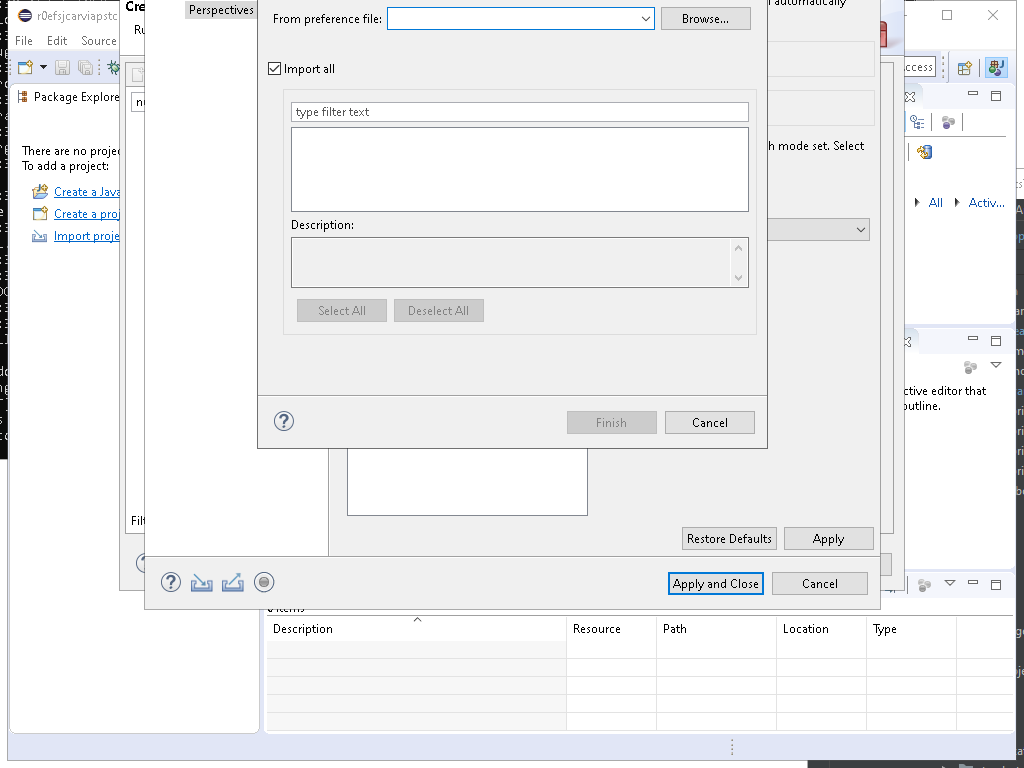 r0efsjcarviapstc
File Edit Source
Package Explore
There are no projec
To add a project:
Create a Java
Create a proj
Import proje
Cre
Ru
Filt
Perspectives
From preference file:
Browse...
Import all
type filter text
Description:
Select All
Deselect All
Finish
Cancel
automatically
h mode set. Select
Restore Defaults
Apply
Apply and Close
Cancel
ccess
All
Activ...
ctive editor that
outline.
Description Resource Path Location Type